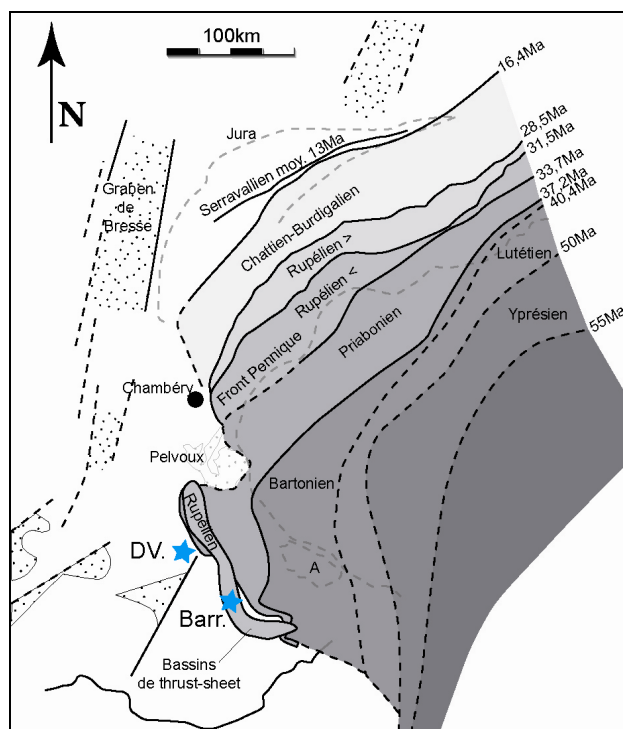 100km
N
16,4Ma
Jura
Serravallien moy. 13Ma
28,5Ma
31,5Ma
33,7Ma
37,2Ma
40,4Ma
Graben
de
Bresse
Chattien-Burdigalien
Rupélien >
Rupélien <
Lutétien
50Ma
Yprésien
55Ma
Front Pennique
Priabonien
Chambéry
Pelvoux
Bartonien
Rupélien
DV.
A
Barr.
Bassins
de thrust-sheet